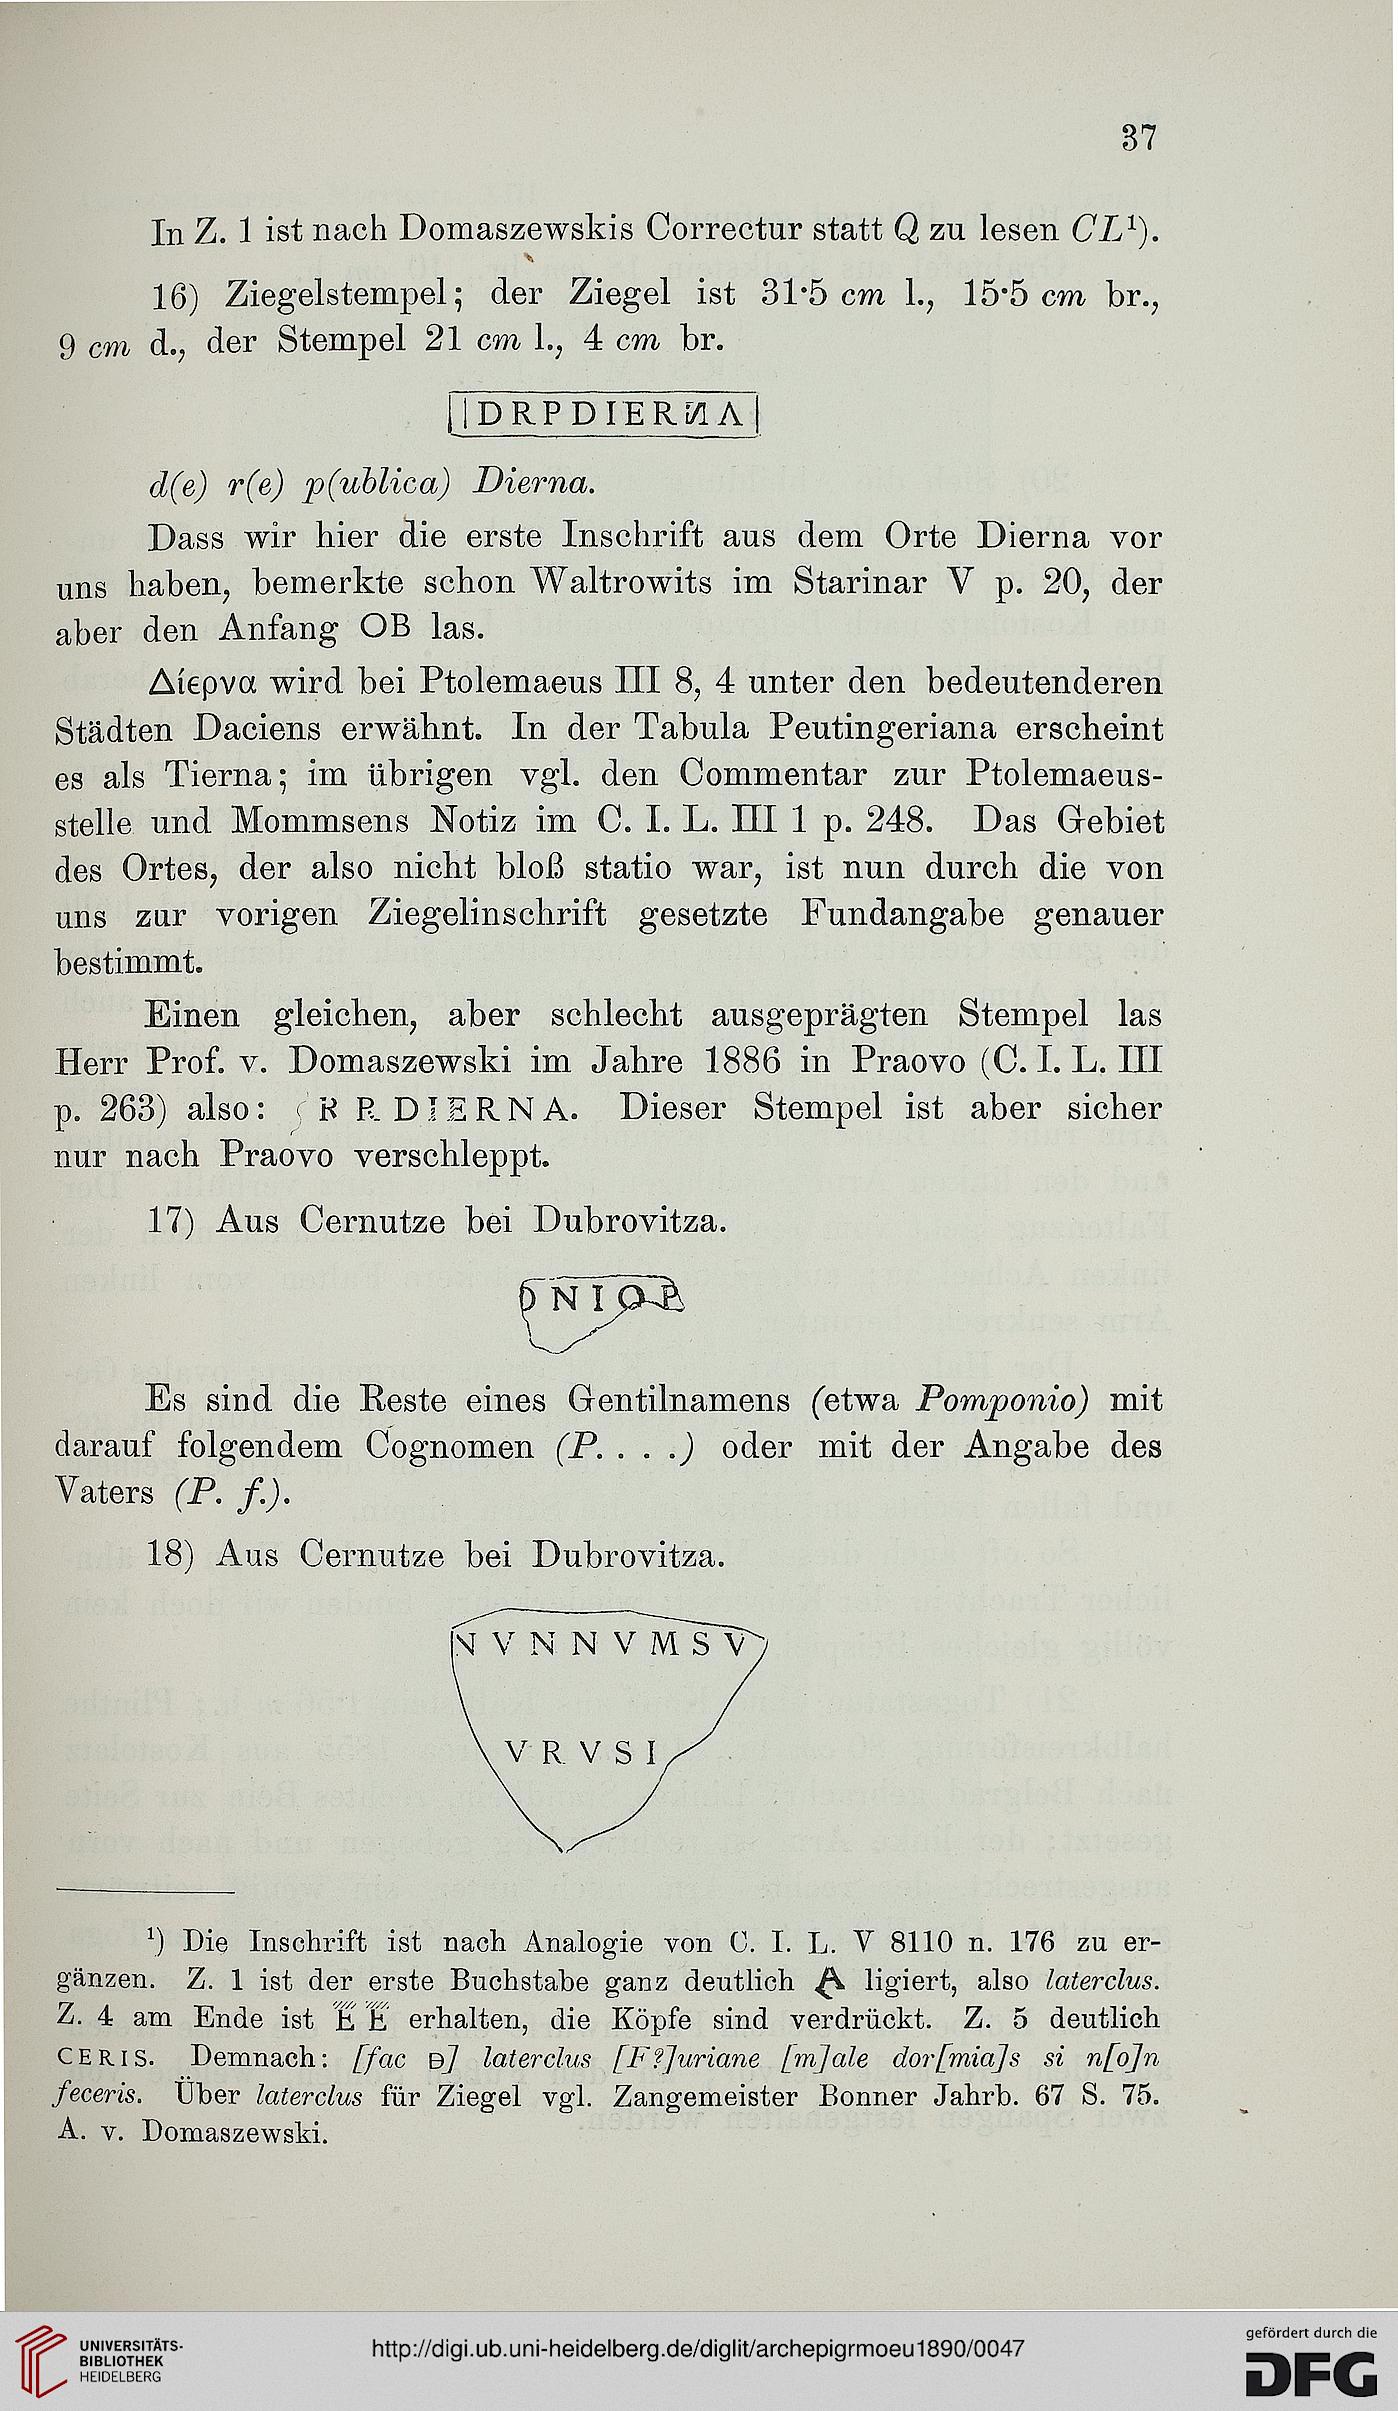 37
In Z. 1 ist nach Domaszewskis Correctur statt Q zu lesen CL¹).
16) Ziegelstempel; der Ziegel ist 31·5 cm l., 15·5 cm br.,
9 cm d., der Stempel 21 cm l., 4 cm br.
DRPDIERNA
d(e) r(e) p(ublica) Dierna.
Dass wir hier die erste Inschrift aus dem Orte Dierna vor
uns haben, bemerkte schon Waltrowits im Starinar V p. 20, der
aber den Anfang OB las.
Δίερνα wird bei Ptolemaeus III 8, 4 unter den bedeutenderen
Städten Daciens erwähnt. In der Tabula Peutingeriana erscheint
es als Tierna; im übrigen vgl. den Commentar zur Ptolemaeus-
stelle und Mommsens Notiz im C. I. L. III 1 p. 248. Das Gebiet
des Ortes, der also nicht bloß statio war, ist nun durch die von
uns zur vorigen Ziegelinschrift gesetzte Fundangabe genauer
bestimmt.
Einen gleichen, aber schlecht ausgeprägten Stempel las
Herr Prof. v. Domaszewski im Jahre 1886 in Praovo (C. I. L. III
p. 263) also: R R DIERNA. Dieser Stempel ist aber sicher
nur nach Praovo verschleppt.
17) Aus Cernutze bei Dubrovitza.
ONIOP
Es sind die Reste eines Gentilnamens (etwa Pomponio) mit
darauf folgendem Cognomen (P. . . .) oder mit der Angabe des
Vaters (P. f.).
18) Aus Cernutze bei Dubrovitza.
NVNNVMSV
VRVSI
¹) Die Inschrift ist nach Analogie von C. I. L. V 8110 n. 176 zu er-
gänzen. Z. 1 ist der erste Buchstabe ganz deutlich ligiert, also laterclus.
Z. 4 am Ende ist E E erhalten, die Köpfe sind verdrückt. Z. 5 deutlich
CERIS. Demnach: [fac ] laterclus [F?]uriane [m]ale dor[mia]s si n[o]n
feceris. Über laterclus für Ziegel vgl. Zangemeister Bonner Jahrb. 67 S. 75.
A. v. Domaszewski.
UNIVERSITÄTS-
BIBLIOTHEK
HEIDELBERG
http://digi.ub.uni-heidelberg.de/diglit/archepigrmoeu1890/0047
gefördert durch die
DFG